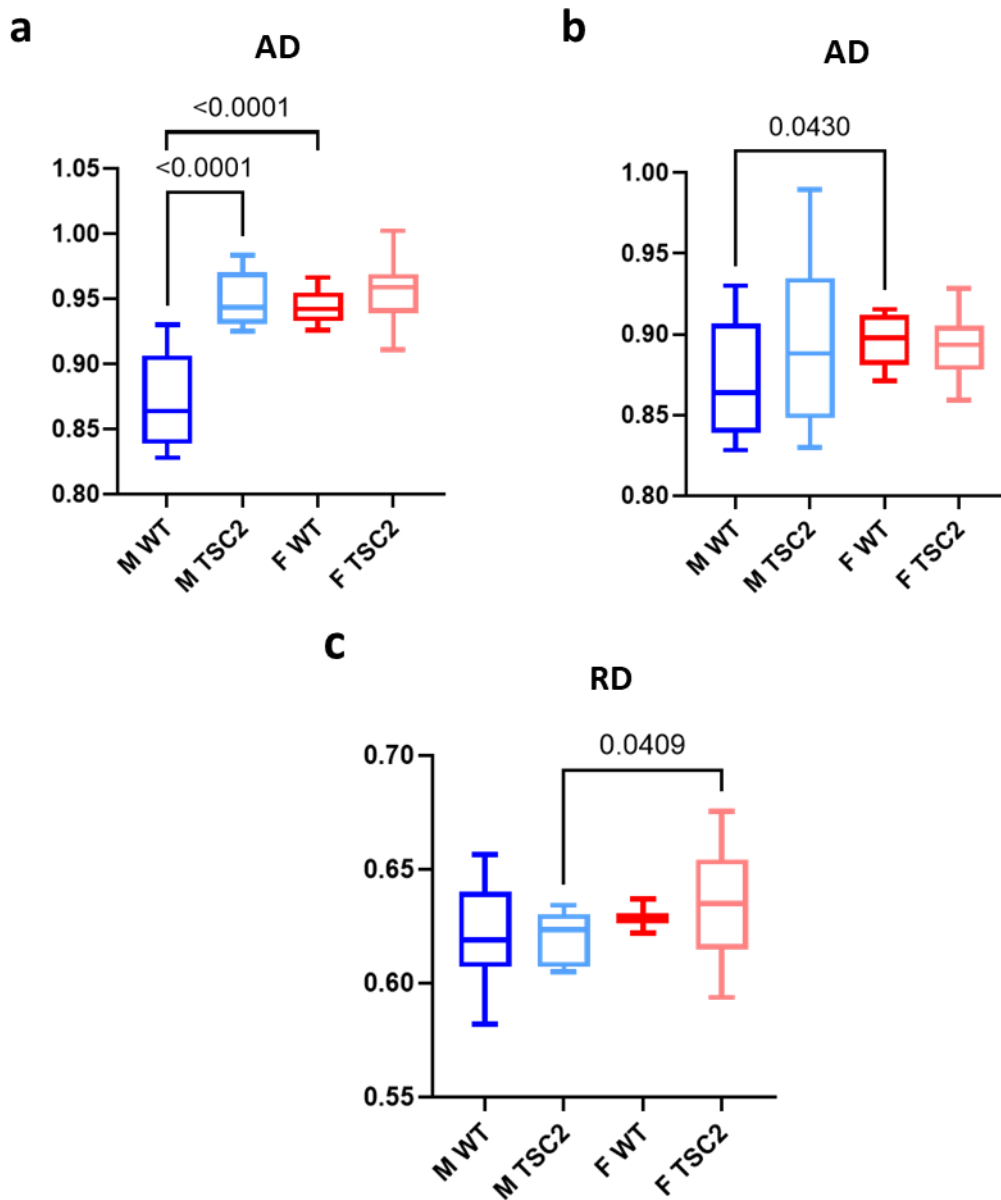 a
AD
<0.0001
<0.0001
1.05
1.00
0.95
0.90
0.85
0.80
M WT
M TSC2
F WT
F TSC2
b
AD
0.0430
1.00
0.95
0.90
0.85
0.80
M WT
M TSC2
F WT
F TSC2
c
RD
0.0409
0.70
0.65
0.60
0.55
M WT
M TSC2
F WT
F TSC2